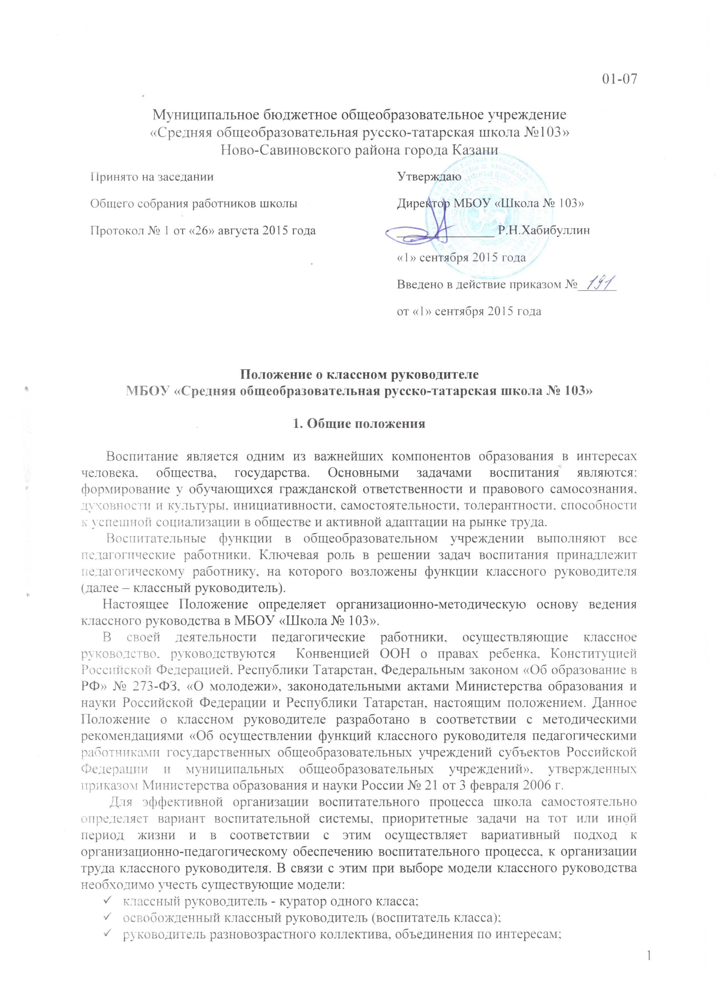 01-07
Муниципальное бюджетное общеобразовательное учреждение
«Средняя общеобразовательная русско-татарская школа №103»
Ново-Савиновского района города Казани
Принято на заседании
Общего собрания работников школы
Протокол № 1 от «26» августа 2015 года
Утверждаю
Директор МБОУ «Школа № 103»
_______________ Р.Н.Хабибуллин
«1» сентября 2015 года
Введено в действие приказом № 191
от «1» сентября 2015 года
Положение о классном руководителе
МБОУ «Средняя общеобразовательная русско-татарская школа № 103»
1. Общие положения
Воспитание является одним из важнейших компонентов образования в интересах
человека, общества, государства. Основными задачами воспитания являются:
формирование у обучающихся гражданской ответственности и правового самосознания,
духовности и культуры, инициативности, самостоятельности, толерантности, способности
к успешной социализации в обществе и активной адаптации на рынке труда.
Воспитательные функции в общеобразовательном учреждении выполняют все
педагогические работники. Ключевая роль в решении задач воспитания принадлежит
педагогическому работнику, на которого возложены функции классного руководителя
(далее – классный руководитель).
Настоящее Положение определяет организационно-методическую основу ведения
классного руководства в МБОУ «Школа № 103».
В своей деятельности педагогические работники, осуществляющие классное
руководство, руководствуются Конвенцией ООН о правах ребенка, Конституцией
Российской Федерацией, Республики Татарстан, Федеральным законом «Об образование в
РФ» № 273-ФЗ, «О молодежи», законодательными актами Министерства образования и
науки Российской Федерации и Республики Татарстан, настоящим положением. Данное
Положение о классном руководителе разработано в соответствии с методическими
рекомендациями «Об осуществлении функций классного руководителя педагогическими
работниками государственных общеобразовательных учреждений субъектов Российской
Федерации и муниципальных общеобразовательных учреждений», утвержденных
приказом Министерства образования и науки России № 21 от 3 февраля 2006 г.
Для эффективной организации воспитательного процесса школа самостоятельно
определяет вариант воспитательной системы, приоритетные задачи на тот или иной
период жизни и в соответствии с этим осуществляет вариативный подход к
организационно-педагогическому обеспечению воспитательного процесса, к организации
труда классного руководителя. В связи с этим при выборе модели классного руководства
необходимо учесть существующие модели:
✓ классный руководитель - куратор одного класса;
✓ освобожденный классный руководитель (воспитатель класса);
✓ руководитель разновозрастного коллектива, объединения по интересам;
1